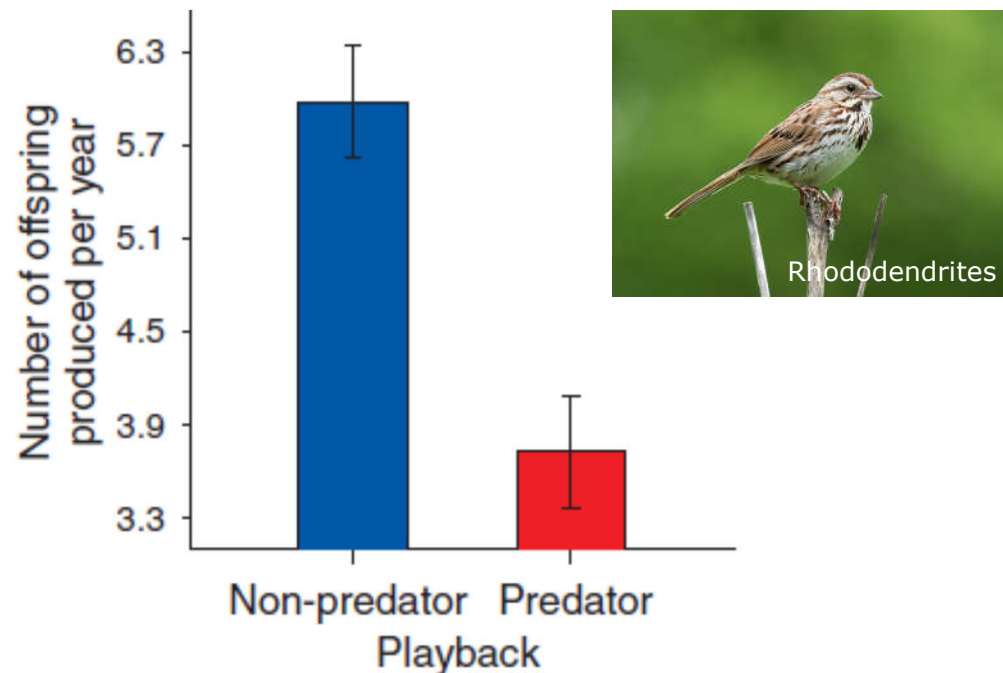 Number of offspring
produced per year
6.3
5.7
5.1
4.5
3.9
3.3
Non-predator Predator
Playback
Rhododendrites